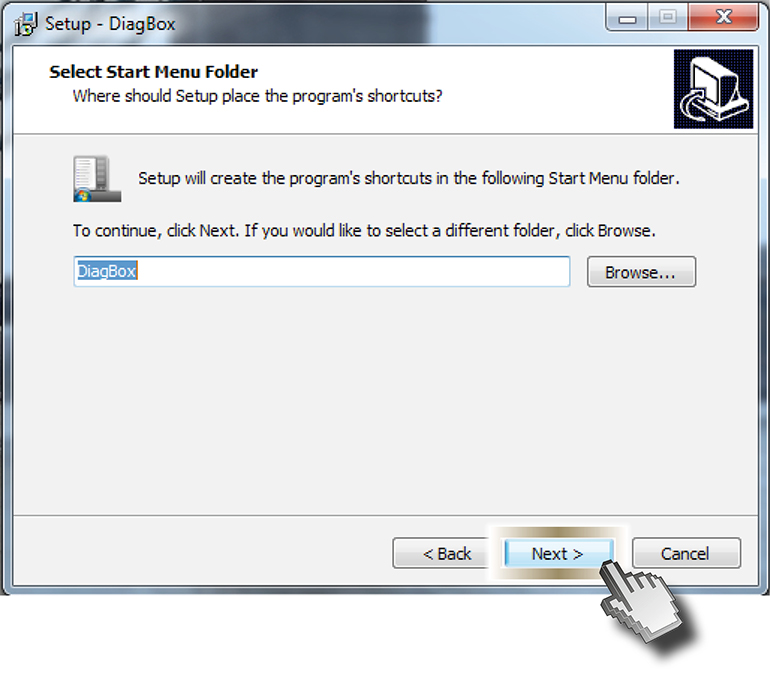 Setup - DiagBox
Select Start Menu Folder
Where should Setup place the program's shortcuts?
Setup will create the program's shortcuts in the following Start Menu folder.
To continue, click Next. If you would like to select a different folder, click Browse.
DiagBox
Browse...
< Back
Next >
Cancel